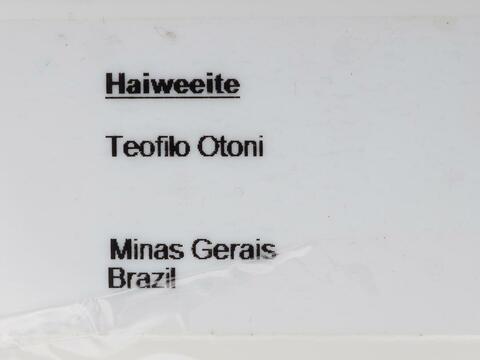 Haiweeite
Teofilo Otoni
Minas Gerais
Brazil